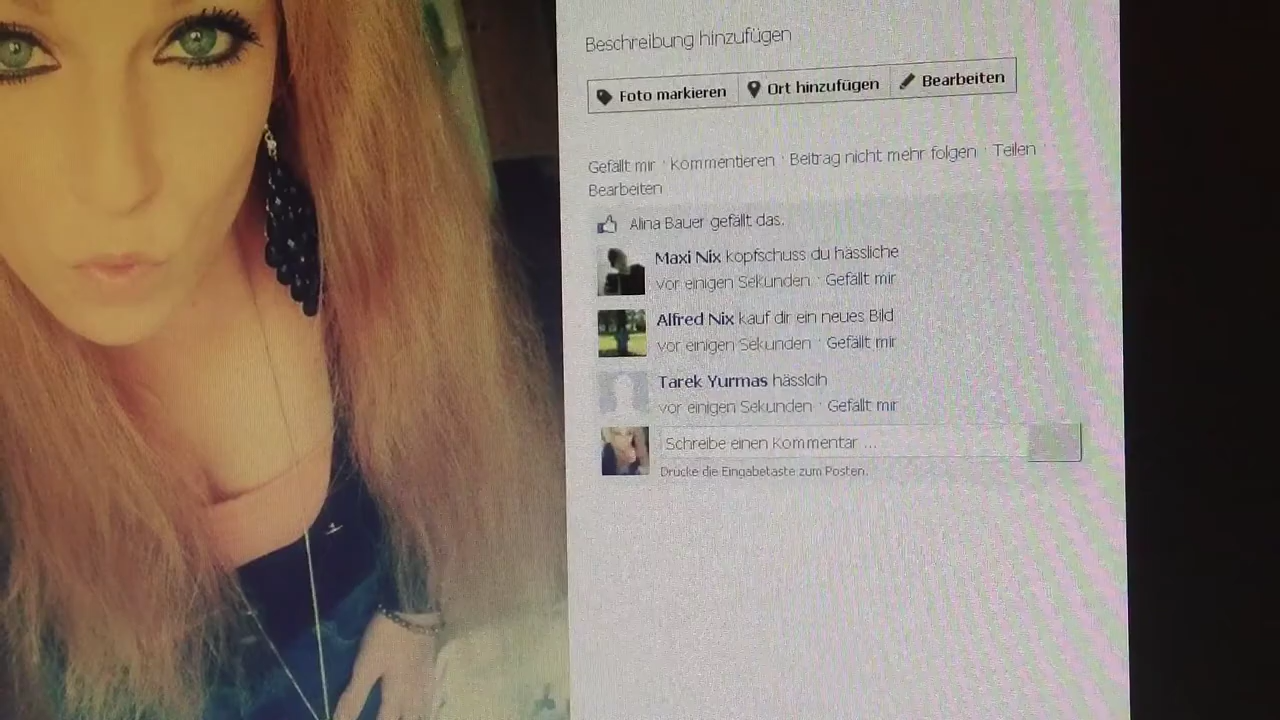 Beschreibung hinzufügen
Foto markieren Ort hinzufügen Bearbeiten
Gefällt mir · Kommentieren · Beitrag nicht mehr folgen · Teilen ·
Bearbeiten
Alina Bauer gefällt das.
Maxi Nix kopfschuss du hässliche
vor einigen Sekunden · Gefällt mir
Alfred Nix kauf dir ein neues Bild
vor einigen Sekunden · Gefällt mir
Tarek Yurmas hässlcih
vor einigen Sekunden · Gefällt mir
Schreibe einen Kommentar ...
Drücke die Eingabetaste zum Posten.